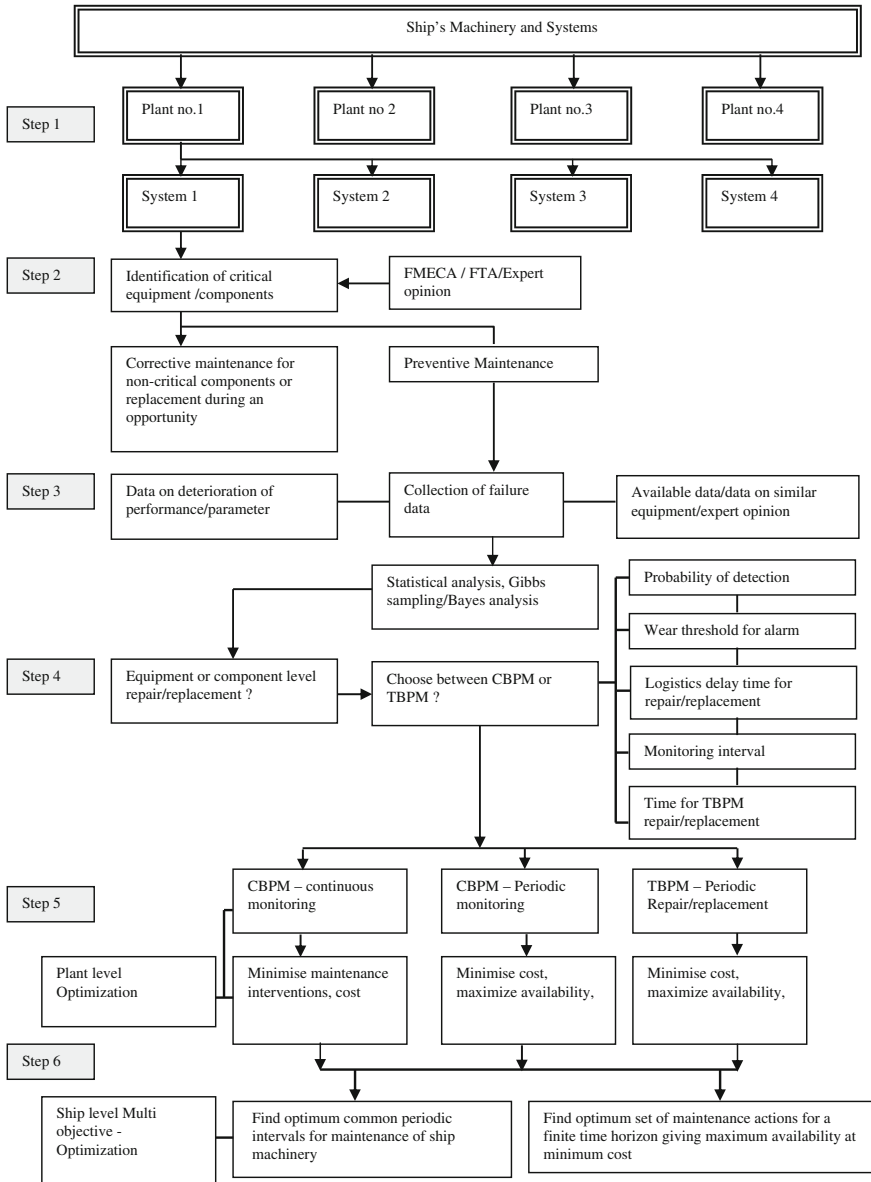 Ship's Machinery and Systems
Plant no.1
Plant no 2
Plant no.3
Plant no.4
Step 1
System 1
System 2
System 3
System 4
Step 2
Identification of critical
equipment /components
FMECA / FTA/Expert
opinion
Corrective maintenance for
non-critical components or
replacement during an
opportunity
Preventive Maintenance
Step 3
Data on deterioration of
performance/parameter
Collection of failure
data
Available data/data on similar
equipment/expert opinion
Statistical analysis, Gibbs
sampling/Bayes analysis
Probability of detection
Wear threshold for alarm
Step 4
Equipment or component level
repair/replacement ?
Choose between CBPM or
TBPM ?
Logistics delay time for
repair/replacement
Monitoring interval
Time for TBPM
repair/replacement
Step 5
CBPM – continuous
monitoring
CBPM – Periodic
monitoring
TBPM – Periodic
Repair/replacement
Plant level
Optimization
Minimise maintenance
interventions, cost
Minimise cost,
maximize availability,
Minimise cost,
maximize availability,
Step 6
Ship level Multi
objective -
Optimization
Find optimum common periodic
intervals for maintenance of ship
machinery
Find optimum set of maintenance actions for a
finite time horizon giving maximum availability at
minimum cost